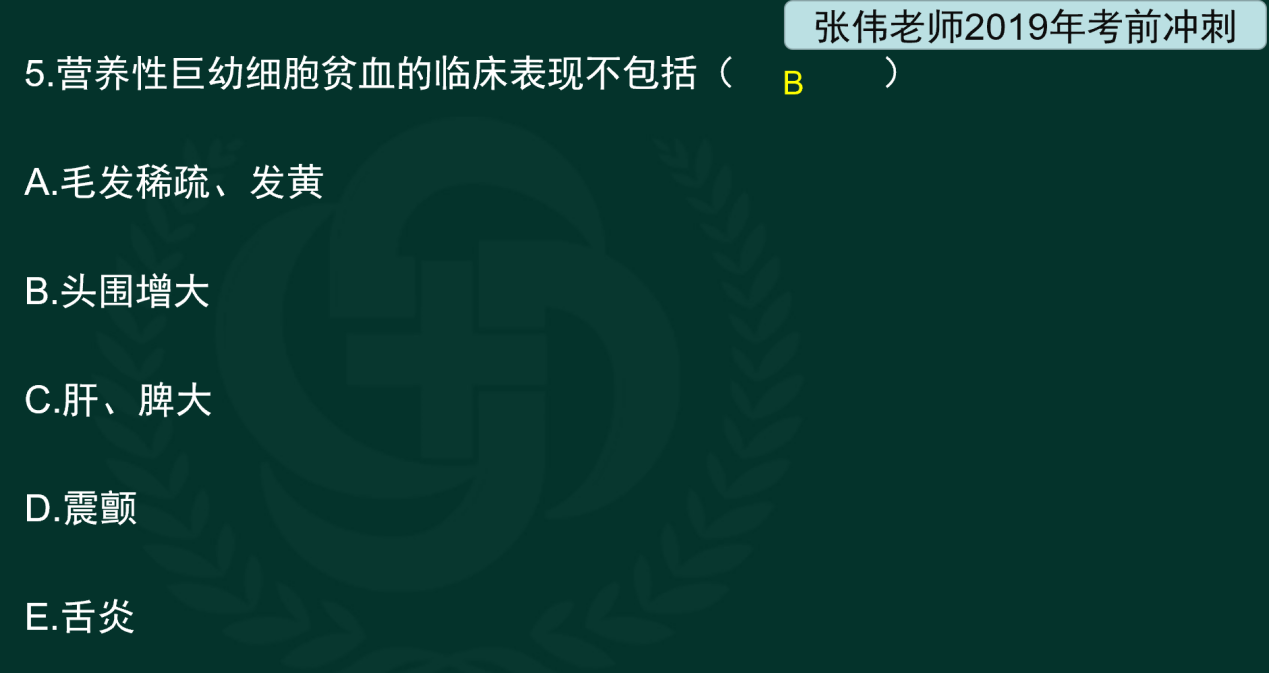 张伟老师2019年考前冲刺
5.营养性巨幼细胞贫血的临床表现不包括（ B ）
A.毛发稀疏、发黄
B.头围增大
C.肝、脾大
D.震颤
E.舌炎